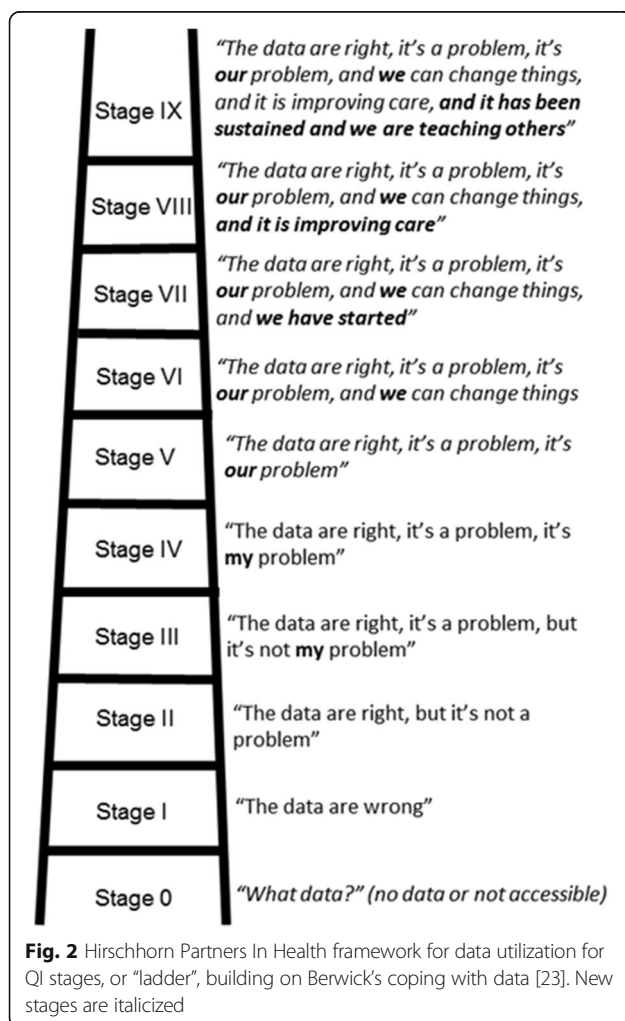 Stage IX
"The data are right, it's a problem, it's
our problem, and we can change things,
and it is improving care, and it has been
sustained and we are teaching others"
Stage VIII
"The data are right, it's a problem, it's
our problem, and we can change things,
and it is improving care"
Stage VII
"The data are right, it's a problem, it's
our problem, and we can change things,
and we have started"
Stage VI
"The data are right, it's a problem, it's
our problem, and we can change things
Stage V
"The data are right, it's a problem, it's
our problem"
Stage IV
"The data are right, it's a problem, it's
my problem"
Stage III
"The data are right, it's a problem, but
it's not my problem"
Stage II
"The data are right, but it's not a
problem"
Stage I
"The data are wrong"
Stage 0
"What data?" (no data or not accessible)
Fig. 2 Hirschhorn Partners In Health framework for data utilization for
QI stages, or "ladder", building on Berwick's coping with data [23]. New
stages are italicized